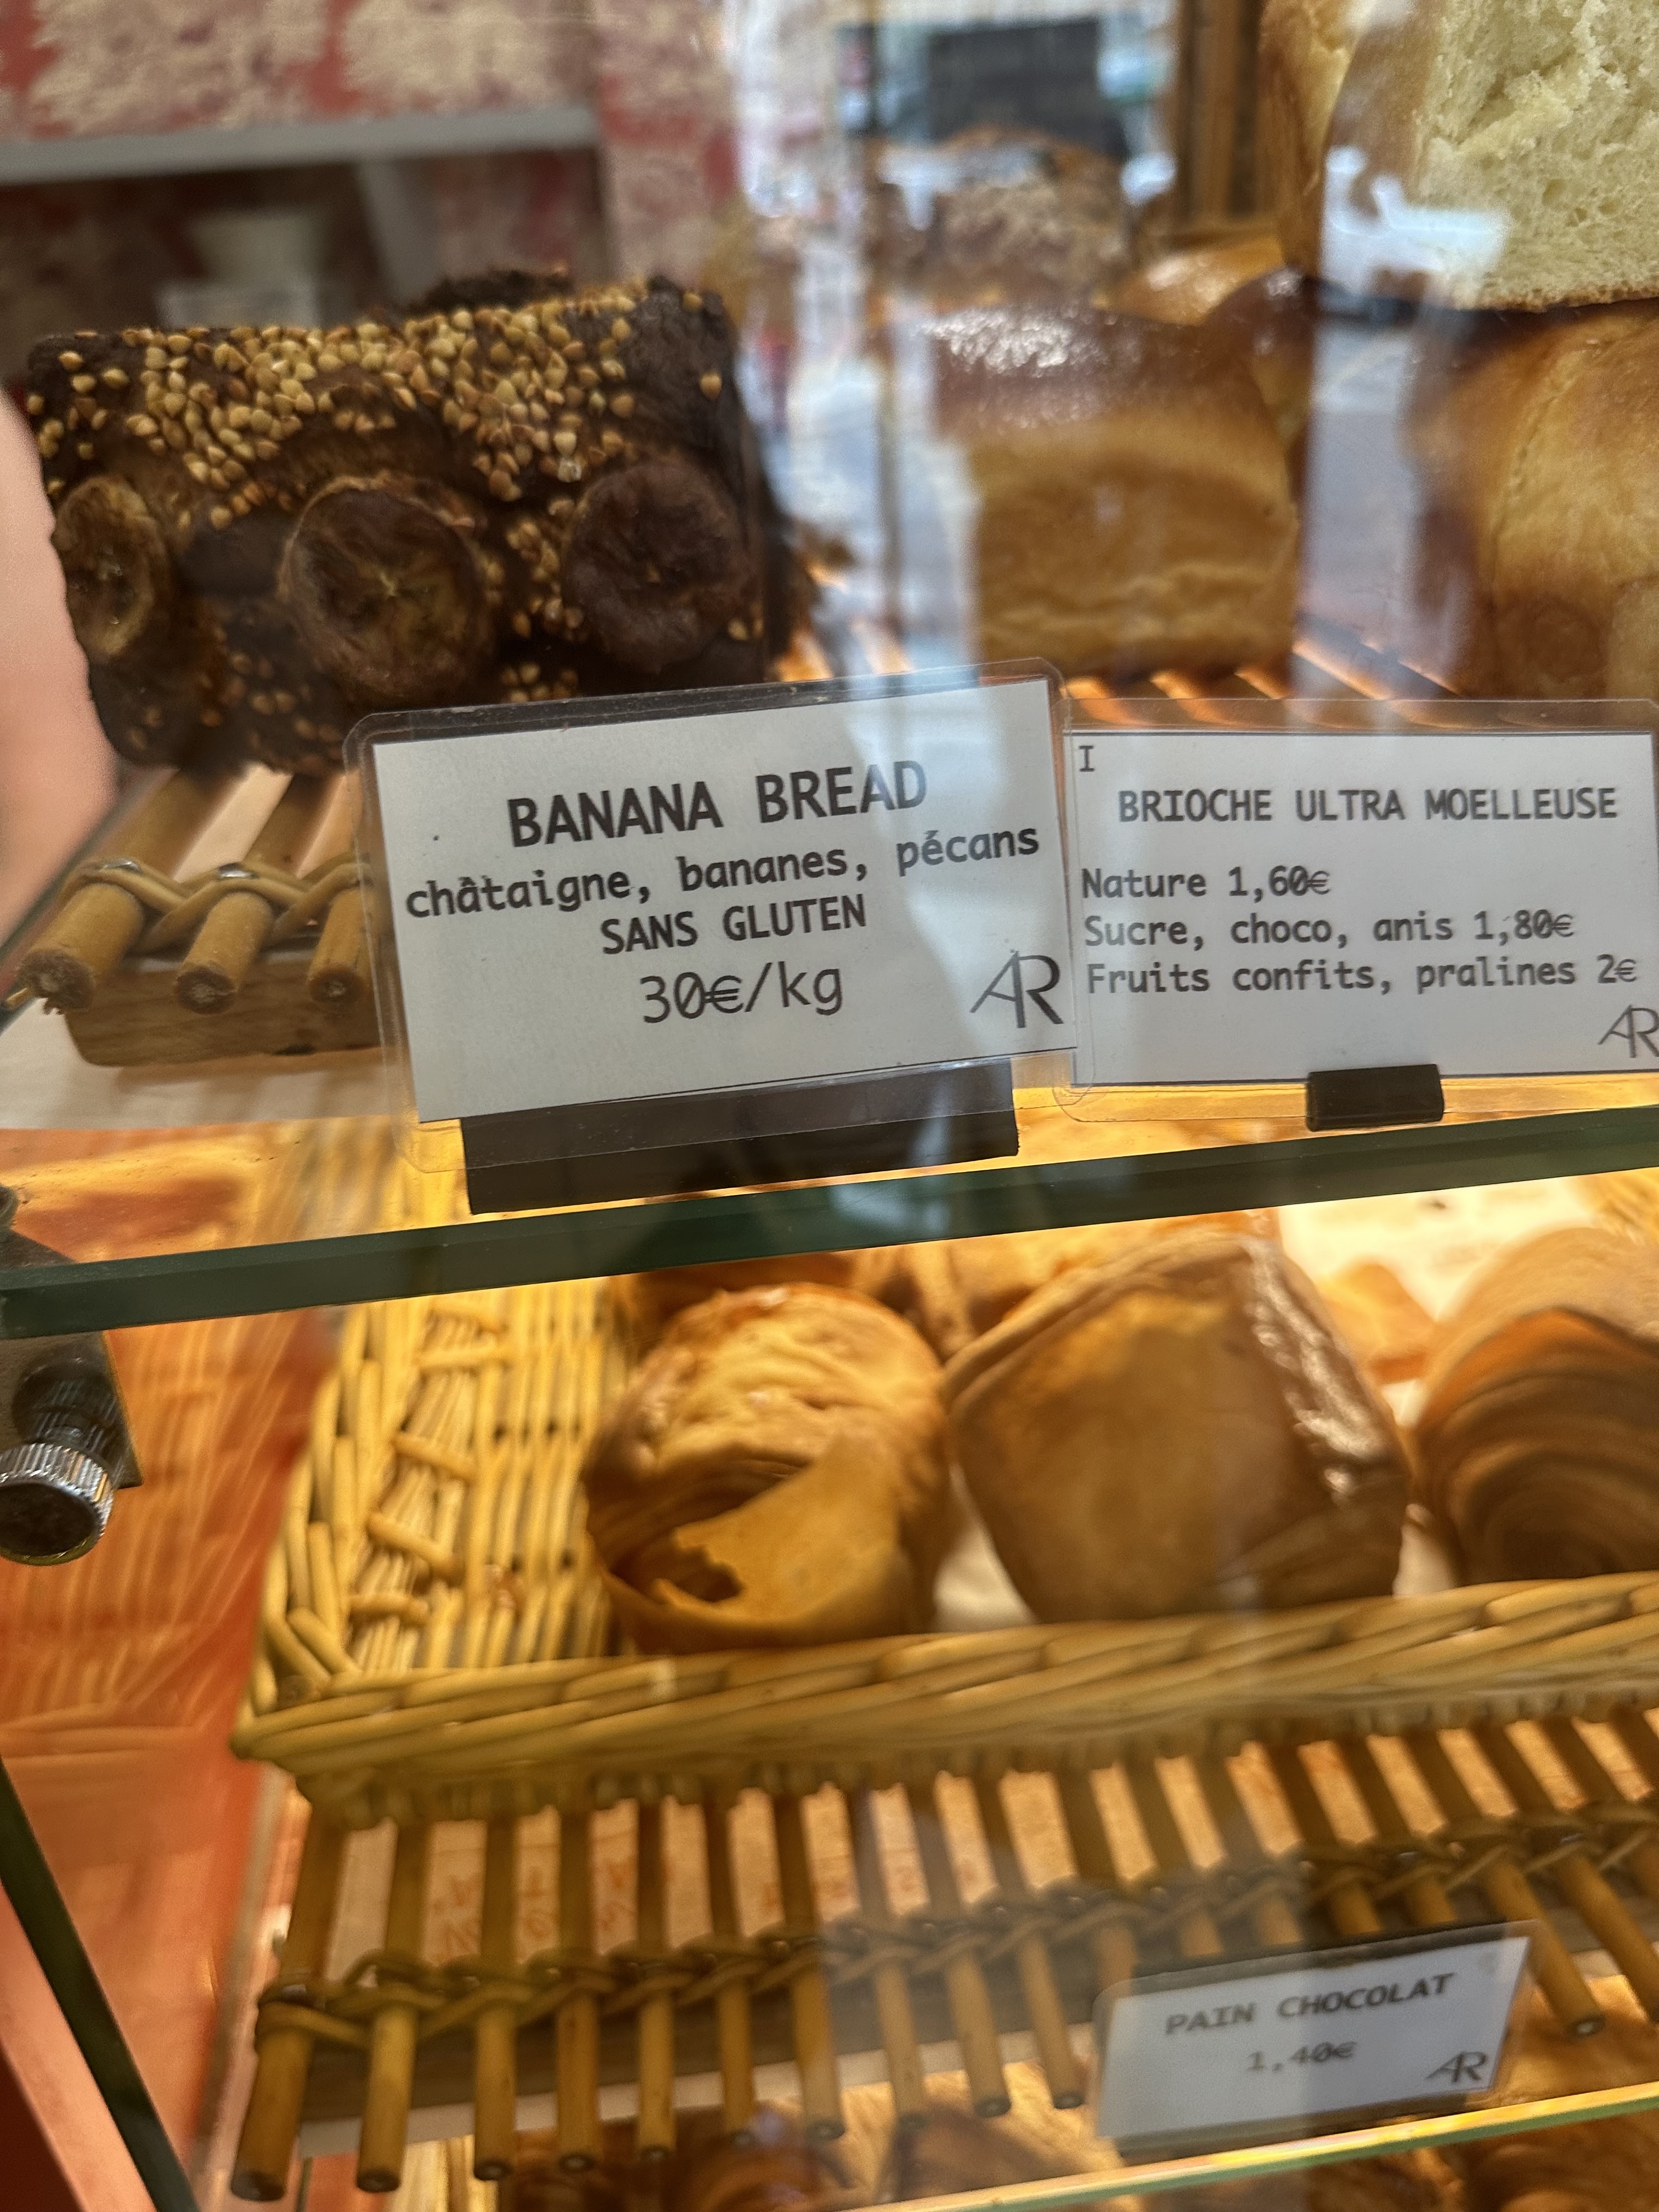 BANANA BREAD
châtaigne, bananes, pécans
SANS GLUTEN
30€/kg
AR
I
BRIOCHE ULTRA MOELLEUSE
Nature 1,60€
Sucre, choco, anis 1,80€
Fruits confits, pralines 2€
AR
PAIN CHOCOLAT
1,40€
AR